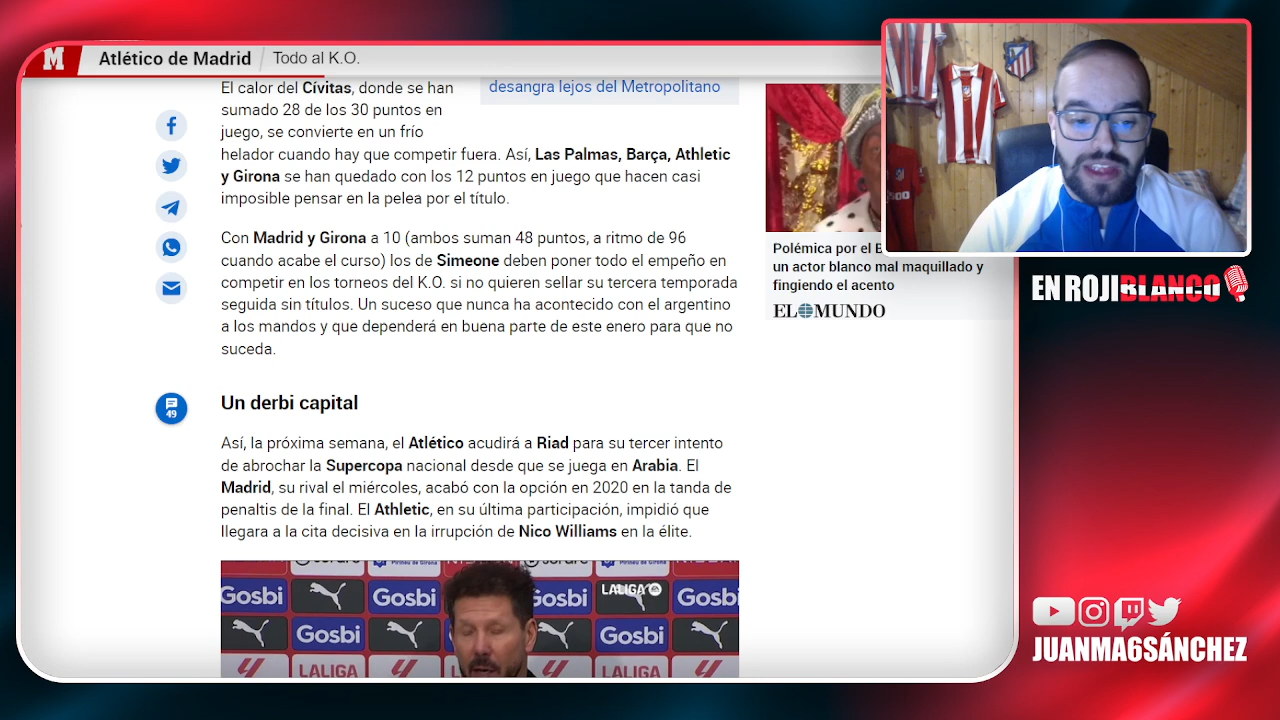 M
Atlético de Madrid
Todo al K.O.
El calor del Cívitas, donde se han
sumado 28 de los 30 puntos en
juego, se convierte en un frío
helador cuando hay que competir fuera. Así, Las Palmas, Barça, Athletic
y Girona se han quedado con los 12 puntos en juego que hacen casi
imposible pensar en la pelea por el título.
desangra lejos del Metropolitano
Con Madrid y Girona a 10 (ambos suman 48 puntos, a ritmo de 96
cuando acabe el curso) los de Simeone deben poner todo el empeño en
competir en los torneos del K.O. si no quieren sellar su tercera temporada
seguida sin títulos. Un suceso que nunca ha acontecido con el argentino
a los mandos y que dependerá en buena parte de este enero para que no
suceda.
49
Un derbi capital
Así, la próxima semana, el Atlético acudirá a Riad para su tercer intento
de abrochar la Supercopa nacional desde que se juega en Arabia. El
Madrid, su rival el miércoles, acabó con la opción en 2020 en la tanda de
penaltis de la final. El Athletic, en su última participación, impidió que
llegara a la cita decisiva en la irrupción de Nico Williams en la élite.
Gosbi Gosbi Gosbi LALIGA Gosbi
Gosbi Gosbi
LALIGA LALIGA
Polémica por el
un actor blanco mal maquillado y
fingiendo el acento
EL MUNDO
EN ROJIBLANCO
JUANMA6SÁNCHEZ